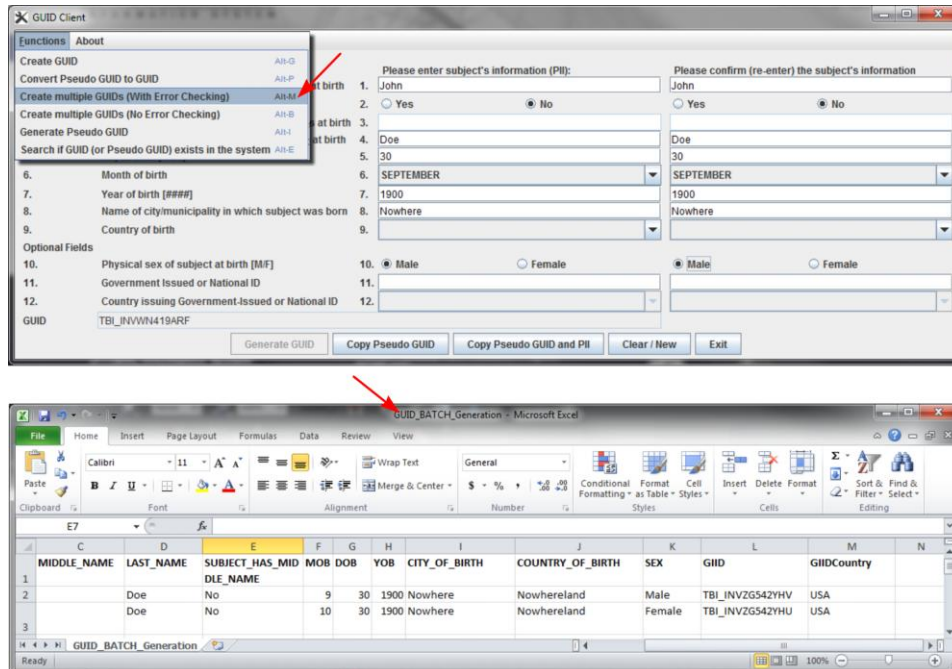 GUID Client
Functions About
Create GUID Alt-G
Convert Pseudo GUID to GUID Alt-P
Create multiple GUIDs (With Error Checking) Alt-M
Create multiple GUIDs (No Error Checking) Alt-B
Generate Pseudo GUID Alt-I
Search if GUID (or Pseudo GUID) exists in the system Alt-E
Please enter subject's information (PII): Please confirm (re-enter) the subject's information
at birth 1. John John
2. Yes No Yes No
at birth 3.
at birth 4. Doe Doe
5. 30 30
6. Month of birth 6. SEPTEMBER SEPTEMBER
7. Year of birth [####] 7. 1900 1900
8. Name of city/municipality in which subject was born 8. Nowhere Nowhere
9. Country of birth 9.
Optional Fields
10. Physical sex of subject at birth [M/F] 10. Male Female Male Female
11. Government Issued or National ID 11.
12. Country issuing Government-Issued or National ID 12.
GUID TBI_INVWN419ARF
Generate GUID Copy Pseudo GUID Copy Pseudo GUID and PII Clear / New Exit
GUID_BATCH_Generation - Microsoft Excel
File Home Insert Page Layout Formulas Data Review View
Calibri 11 Wrap Text General
Paste B I U Merge & Center $ % , Conditional Formatting Format as Table Cell Styles Insert Delete Format Sort & Filter Find & Select
Clipboard Font Alignment Number Styles Cells Editing
E7 fx
C D E F G H I J K L M N
1 MIDDLE_NAME LAST_NAME SUBJECT_HAS_MIDDLE_NAME MOB DOB YOB CITY_OF_BIRTH COUNTRY_OF_BIRTH SEX GIID GIIDCountry
2 Doe No 9 30 1900 Nowhere Nowhereland Male TBI_INVZG542YHV USA
3 Doe No 10 30 1900 Nowhere Nowhereland Female TBI_INVZG542YHU USA
GUID_BATCH_Generation
Ready 100%